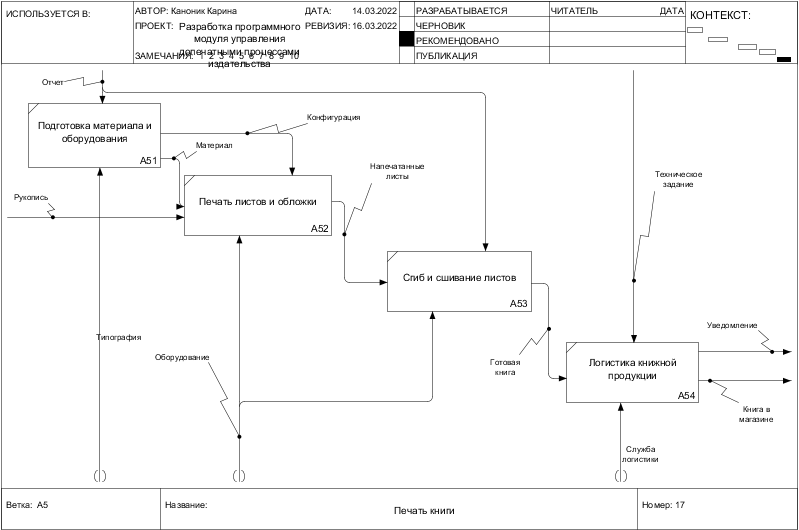 ИСПОЛЬЗУЕТСЯ В:
АВТОР: Каноник Карина
ДАТА: 14.03.2022
ПРОЕКТ: Разработка программного
модуля управления
допечатными процессами
издательства
РЕВИЗИЯ: 16.03.2022
ЗАМЕЧАНИЯ: 1 2 3 4 5 6 7 8 9 10
РАЗРАБАТЫВАЕТСЯ
ЧЕРНОВИК
РЕКОМЕНДОВАНО
ПУБЛИКАЦИЯ
ЧИТАТЕЛЬ ДАТА
КОНТЕКСТ:
Отчет
Подготовка материала и
оборудования
A51
Конфигурация
Материал
Рукопись
Печать листов и обложки
A52
Напечатанные
листы
Техническое
задание
Сгиб и сшивание листов
A53
Типография
Оборудование
Готовая
книга
Логистика книжной
продукции
A54
Уведомление
Книга в
магазине
Служба
логистики
Ветка: A5
Название:
Печать книги
Номер: 17